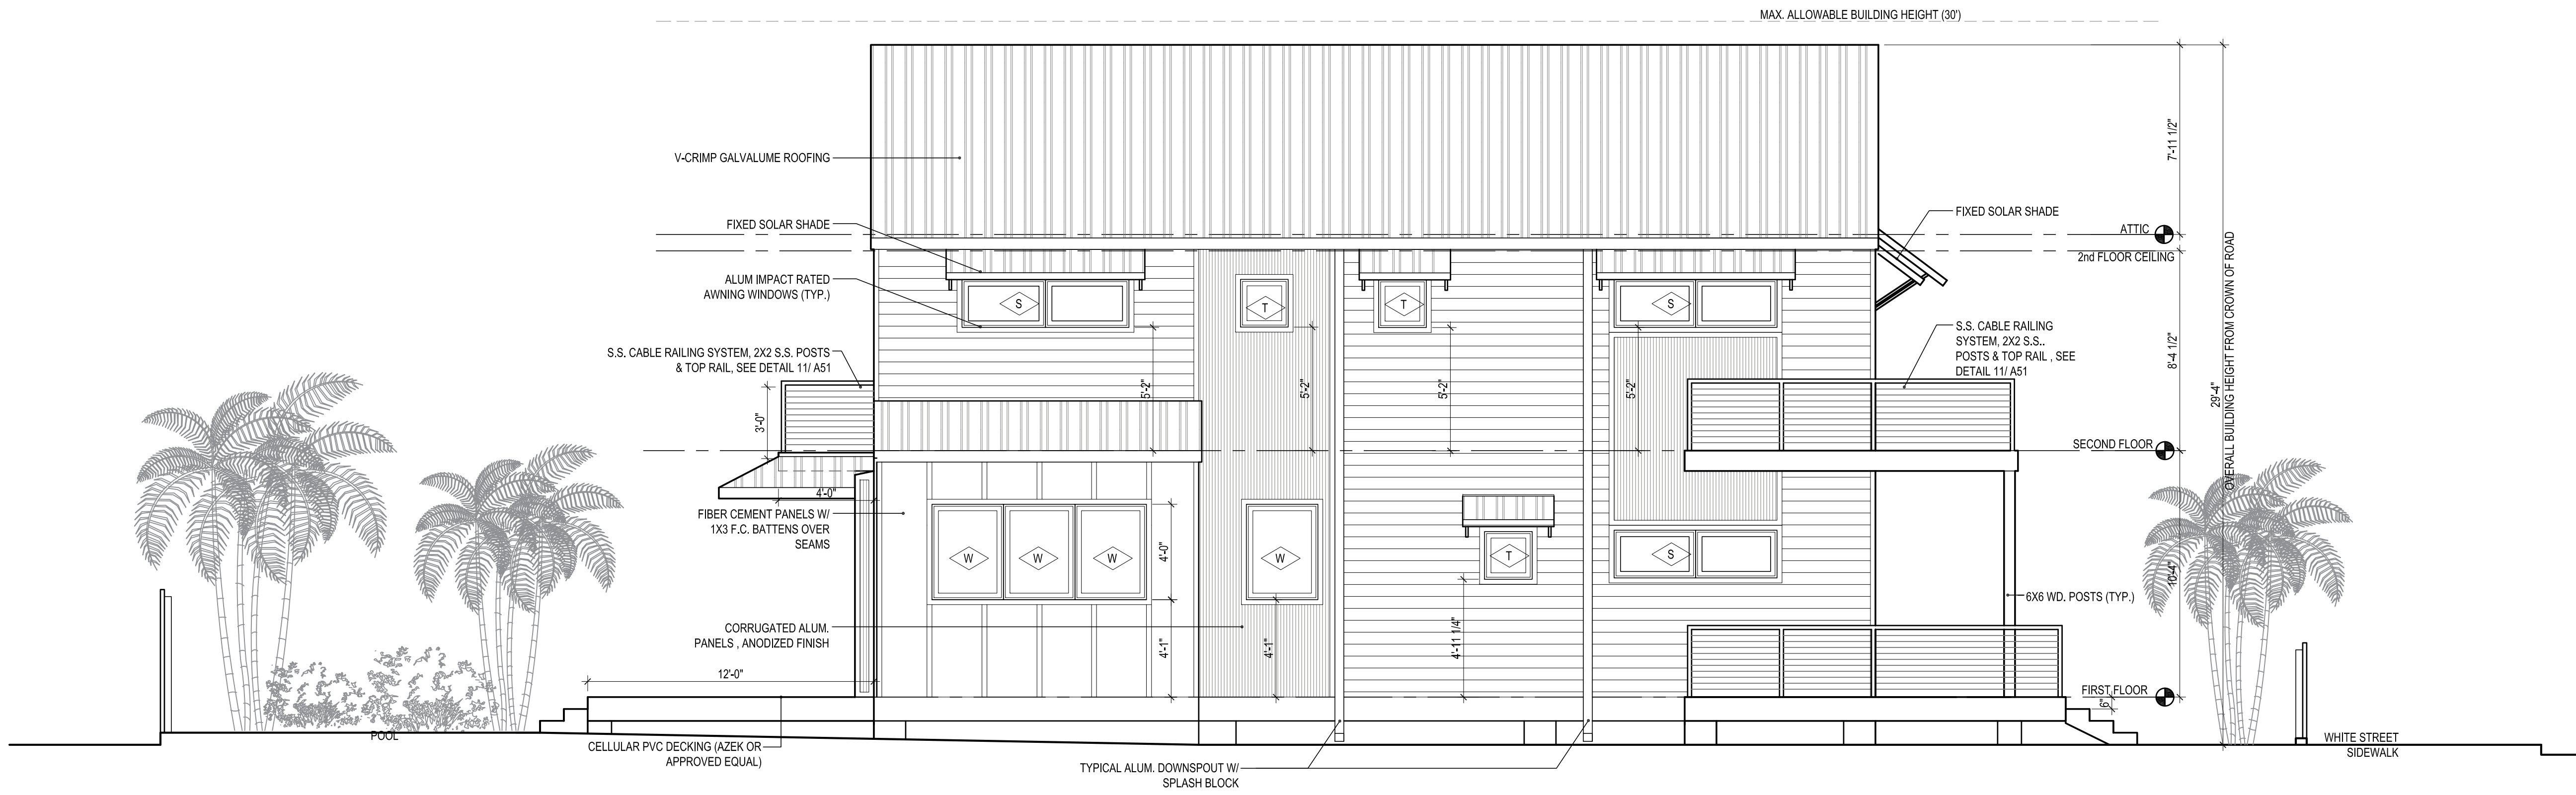 MAX. ALLOWABLE BUILDING HEIGHT (30')
V-CRIMP GALVALUME ROOFING
7'-11 1/2"
FIXED SOLAR SHADE
FIXED SOLAR SHADE
ATTIC
2nd FLOOR CEILING
ALUM IMPACT RATED
AWNING WINDOWS (TYP.)
S
T
T
S
S.S. CABLE RAILING SYSTEM, 2X2 S.S. POSTS
& TOP RAIL, SEE DETAIL 11/ A51
S.S. CABLE RAILING
SYSTEM, 2X2 S.S..
POSTS & TOP RAIL , SEE
DETAIL 11/ A51
8'-4 1/2"
29'-4"
OVERALL BUILDING HEIGHT FROM CROWN OF ROAD
5'-2"
5'-2"
5'-2"
5'-2"
3'-0"
SECOND FLOOR
4'-0"
FIBER CEMENT PANELS W/
1X3 F.C. BATTENS OVER
SEAMS
W
W
W
4'-0"
W
T
S
10'-4"
6X6 WD. POSTS (TYP.)
CORRUGATED ALUM.
PANELS , ANODIZED FINISH
4'-1"
4'-1"
4'-11 1/4"
12'-0"
FIRST FLOOR
6"
POOL
CELLULAR PVC DECKING (AZEK OR
APPROVED EQUAL)
TYPICAL ALUM. DOWNSPOUT W/
SPLASH BLOCK
WHITE STREET
SIDEWALK